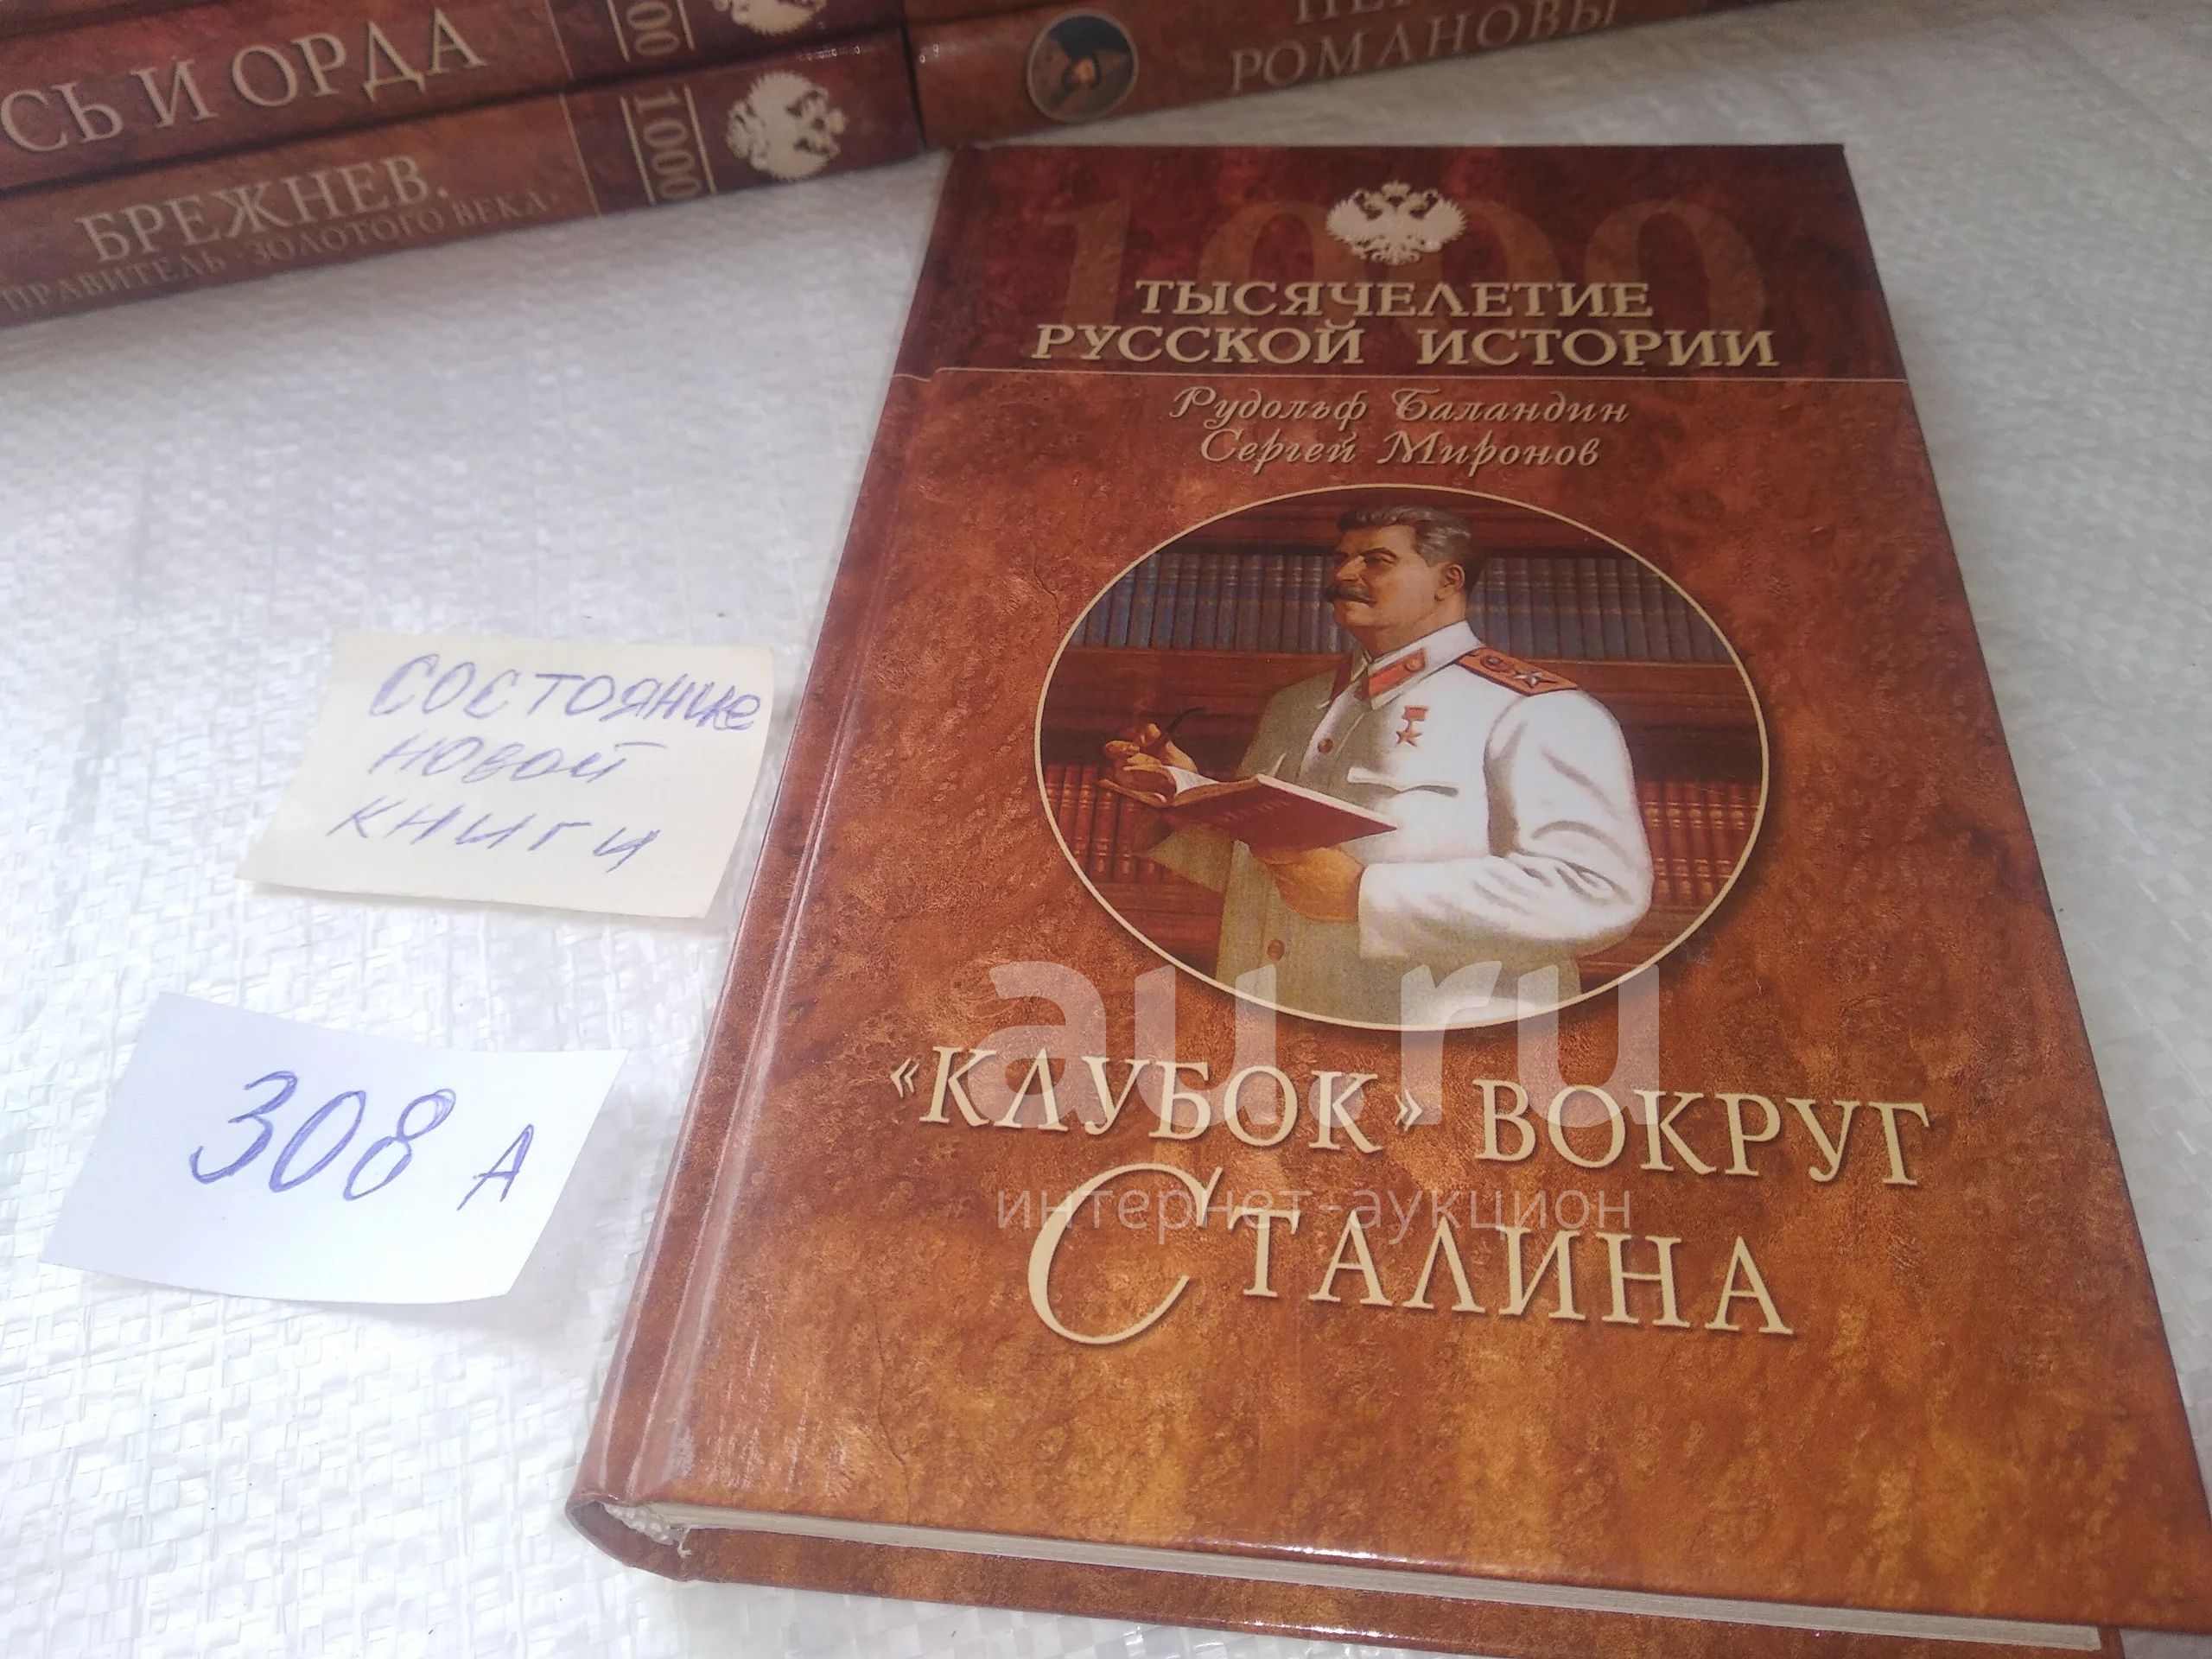 И ОРДА
1000
БРЕЖНЕВ.
ПРАВИТЕЛЬ «ЗОЛОТОГО ВЕКА»
1000
РОМАНОВЫ
1000
ТЫСЯЧЕЛЕТИЕ
РУССКОЙ ИСТОРИИ
Рудольф Баландин
Сергей Миронов
«КЛУБОК» ВОКРУГ
СТАЛИНА
au.ru
интернет-аукцион
СОСТОЯНИЕ
НОВОЙ
КНИГИ
308 А